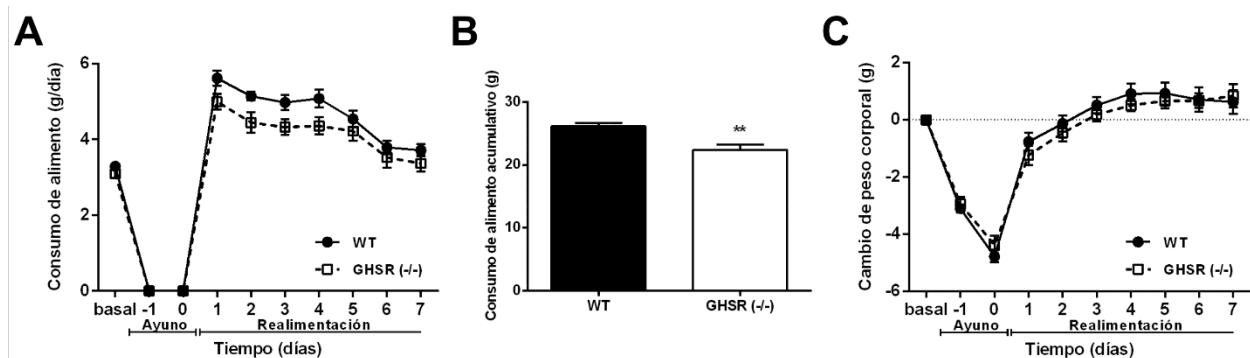 A
Consumo de alimento (g/día)
6
4
2
0
WT
GHSR (-/-)
basal -1 0 1 2 3 4 5 6 7
Ayuno Realimentación
Tiempo (días)
B
Consumo de alimento acumulativo (g)
30
20
10
0
**
WT GHSR (-/-)
C
Cambio de peso corporal (g)
2
0
-2
-4
-6
WT
GHSR (-/-)
basal -1 0 1 2 3 4 5 6 7
Ayuno Realimentación
Tiempo (días)